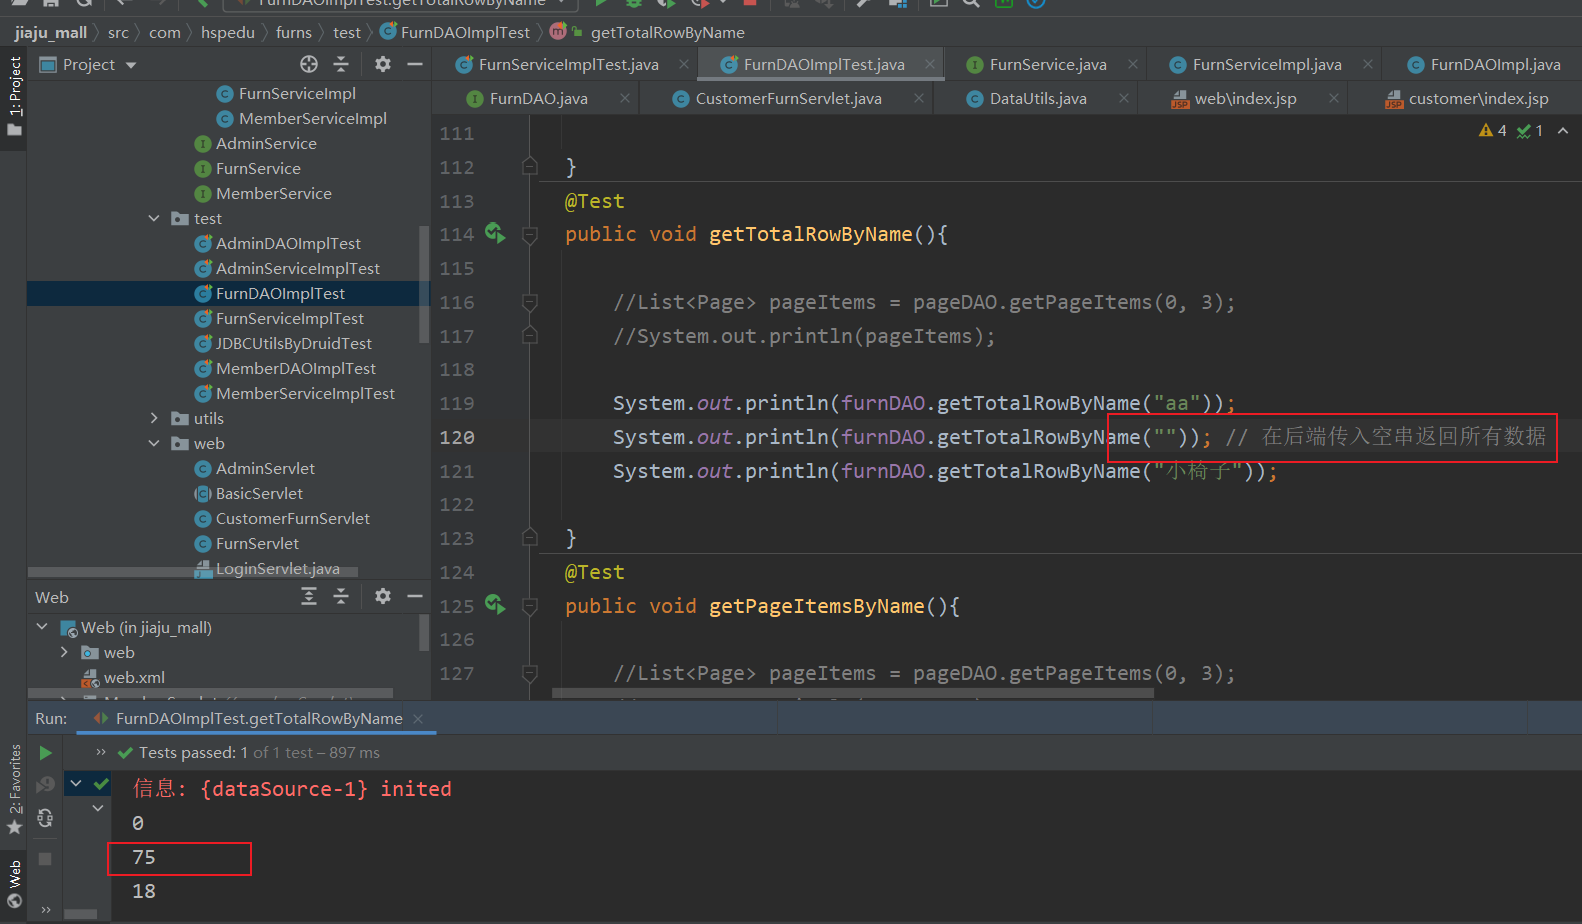 FurnDAOImplTest.getTotalRowByName
jiaju_mall src com hspedu furns test FurnDAOImplTest getTotalRowByName
1: Project
Project
FurnServiceImplTest.java FurnDAOImplTest.java FurnService.java FurnServiceImpl.java FurnDAOImpl.java
FurnDAO.java CustomerFurnServlet.java DataUtils.java web\index.jsp customer\index.jsp
FurnServiceImpl
MemberServiceImpl
AdminService
FurnService
MemberService
test
AdminDAOImplTest
AdminServiceImplTest
FurnDAOImplTest
FurnServiceImplTest
JDBCUtilsByDruidTest
MemberDAOImplTest
MemberServiceImplTest
utils
web
AdminServlet
BasicServlet
CustomerFurnServlet
FurnServlet
LoginServlet.java
Web
Web (in jiaju_mall)
web
web.xml
4 1
111
112 }
113 @Test
114 public void getTotalRowByName(){
115
116 //List<Page> pageItems = pageDAO.getPageItems(0, 3);
117 //System.out.println(pageItems);
118
119 System.out.println(furnDAO.getTotalRowByName("aa"));
120 System.out.println(furnDAO.getTotalRowByName("")); // 在后端传入空串返回所有数据
121 System.out.println(furnDAO.getTotalRowByName("小椅子"));
122
123 }
124 @Test
125 public void getPageItemsByName(){
126
127 //List<Page> pageItems = pageDAO.getPageItems(0, 3);
Run: FurnDAOImplTest.getTotalRowByName
» Tests passed: 1 of 1 test – 897 ms
信息: {dataSource-1} inited
0
75
18
2: Favorites
Web
»